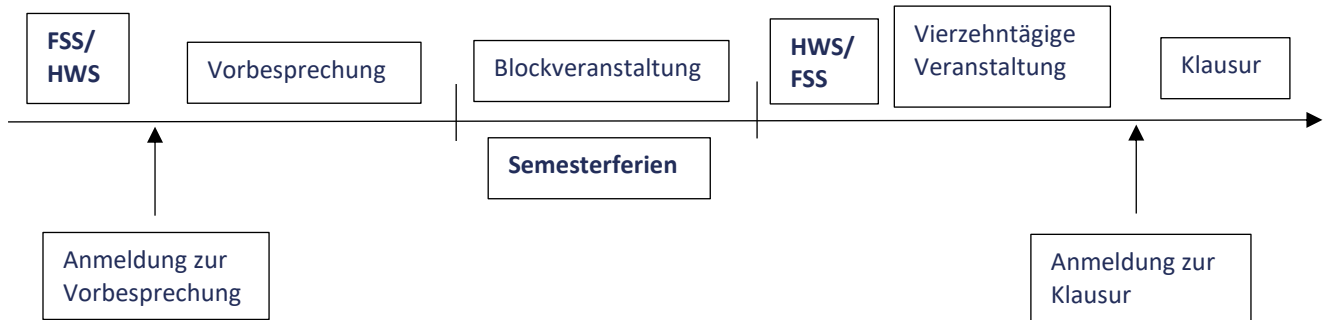 FSS/
HWS
Vorbesprechung
Blockveranstaltung
HWS/
FSS
Vierzehntägige
Veranstaltung
Klausur
Semesterferien
Anmeldung zur
Vorbesprechung
Anmeldung zur
Klausur